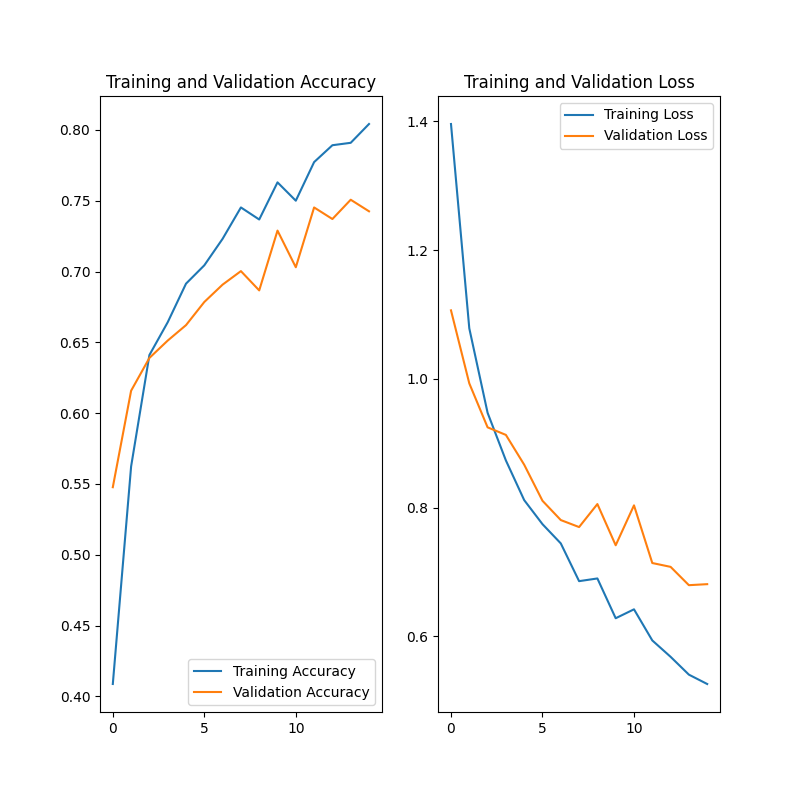 Training and Validation Accuracy
0.80
0.75
0.70
0.65
0.60
0.55
0.50
0.45
0.40
Training Accuracy
Validation Accuracy
0 5 10
Training and Validation Loss
Training Loss
Validation Loss
1.4
1.2
1.0
0.8
0.6
0 5 10